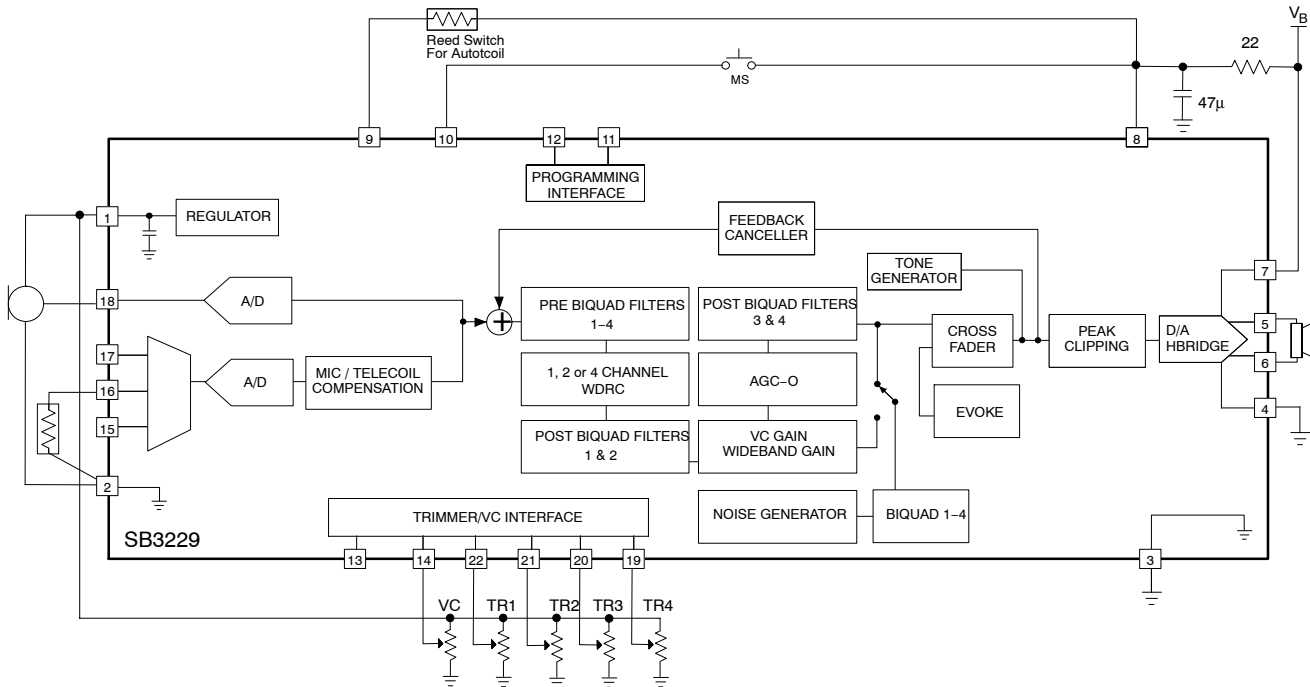 V_B
22
Reed Switch
For Autotcoil
MS
47μ
9
10
12
11
8
PROGRAMMING
INTERFACE
1
REGULATOR
FEEDBACK
CANCELLER
TONE
GENERATOR
7
18
A/D
PRE BIQUAD FILTERS
1–4
POST BIQUAD FILTERS
3 & 4
CROSS
FADER
PEAK
CLIPPING
D/A
HBRIDGE
5
6
17
16
15
A/D
MIC / TELECOIL
COMPENSATION
1, 2 or 4 CHANNEL
WDRC
AGC–O
EVOKE
4
POST BIQUAD FILTERS
1 & 2
VC GAIN
WIDEBAND GAIN
2
TRIMMER/VC INTERFACE
NOISE GENERATOR
BIQUAD 1–4
SB3229
13
14
22
21
20
19
3
VC
TR1
TR2
TR3
TR4